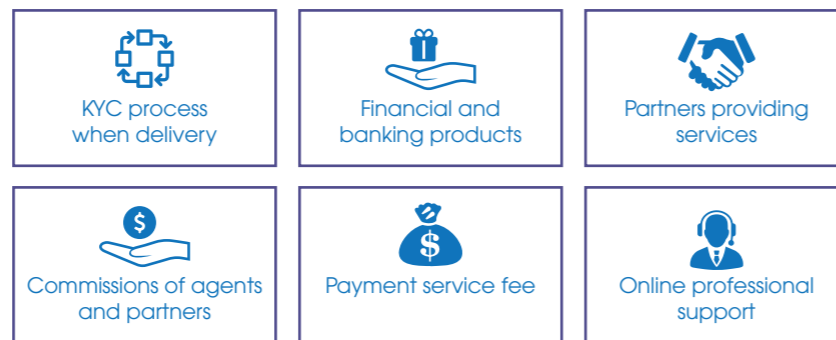 KYC process
when delivery
Financial and
banking products
Partners providing
services
$
Commissions of agents
and partners
$
Payment service fee
Online professional
support